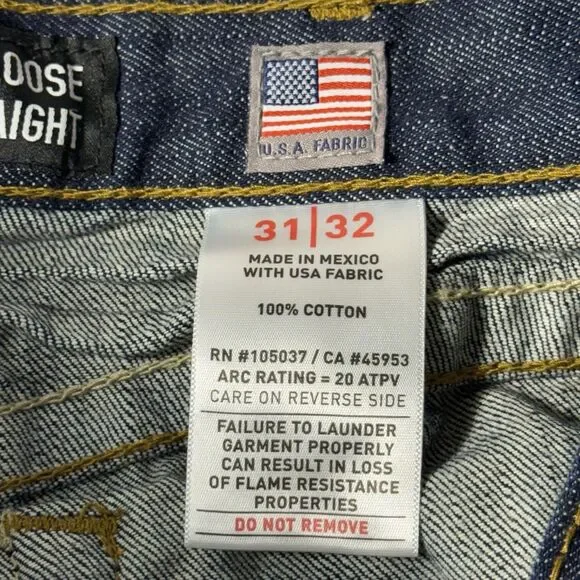 OOSE
AIGHT
U.S.A. FABRIC
31|32
MADE IN MEXICO
WITH USA FABRIC
100% COTTON
RN #105037 / CA #45953
ARC RATING = 20 ATPV
CARE ON REVERSE SIDE
FAILURE TO LAUNDER
GARMENT PROPERLY
CAN RESULT IN LOSS
OF FLAME RESISTANCE
PROPERTIES
DO NOT REMOVE